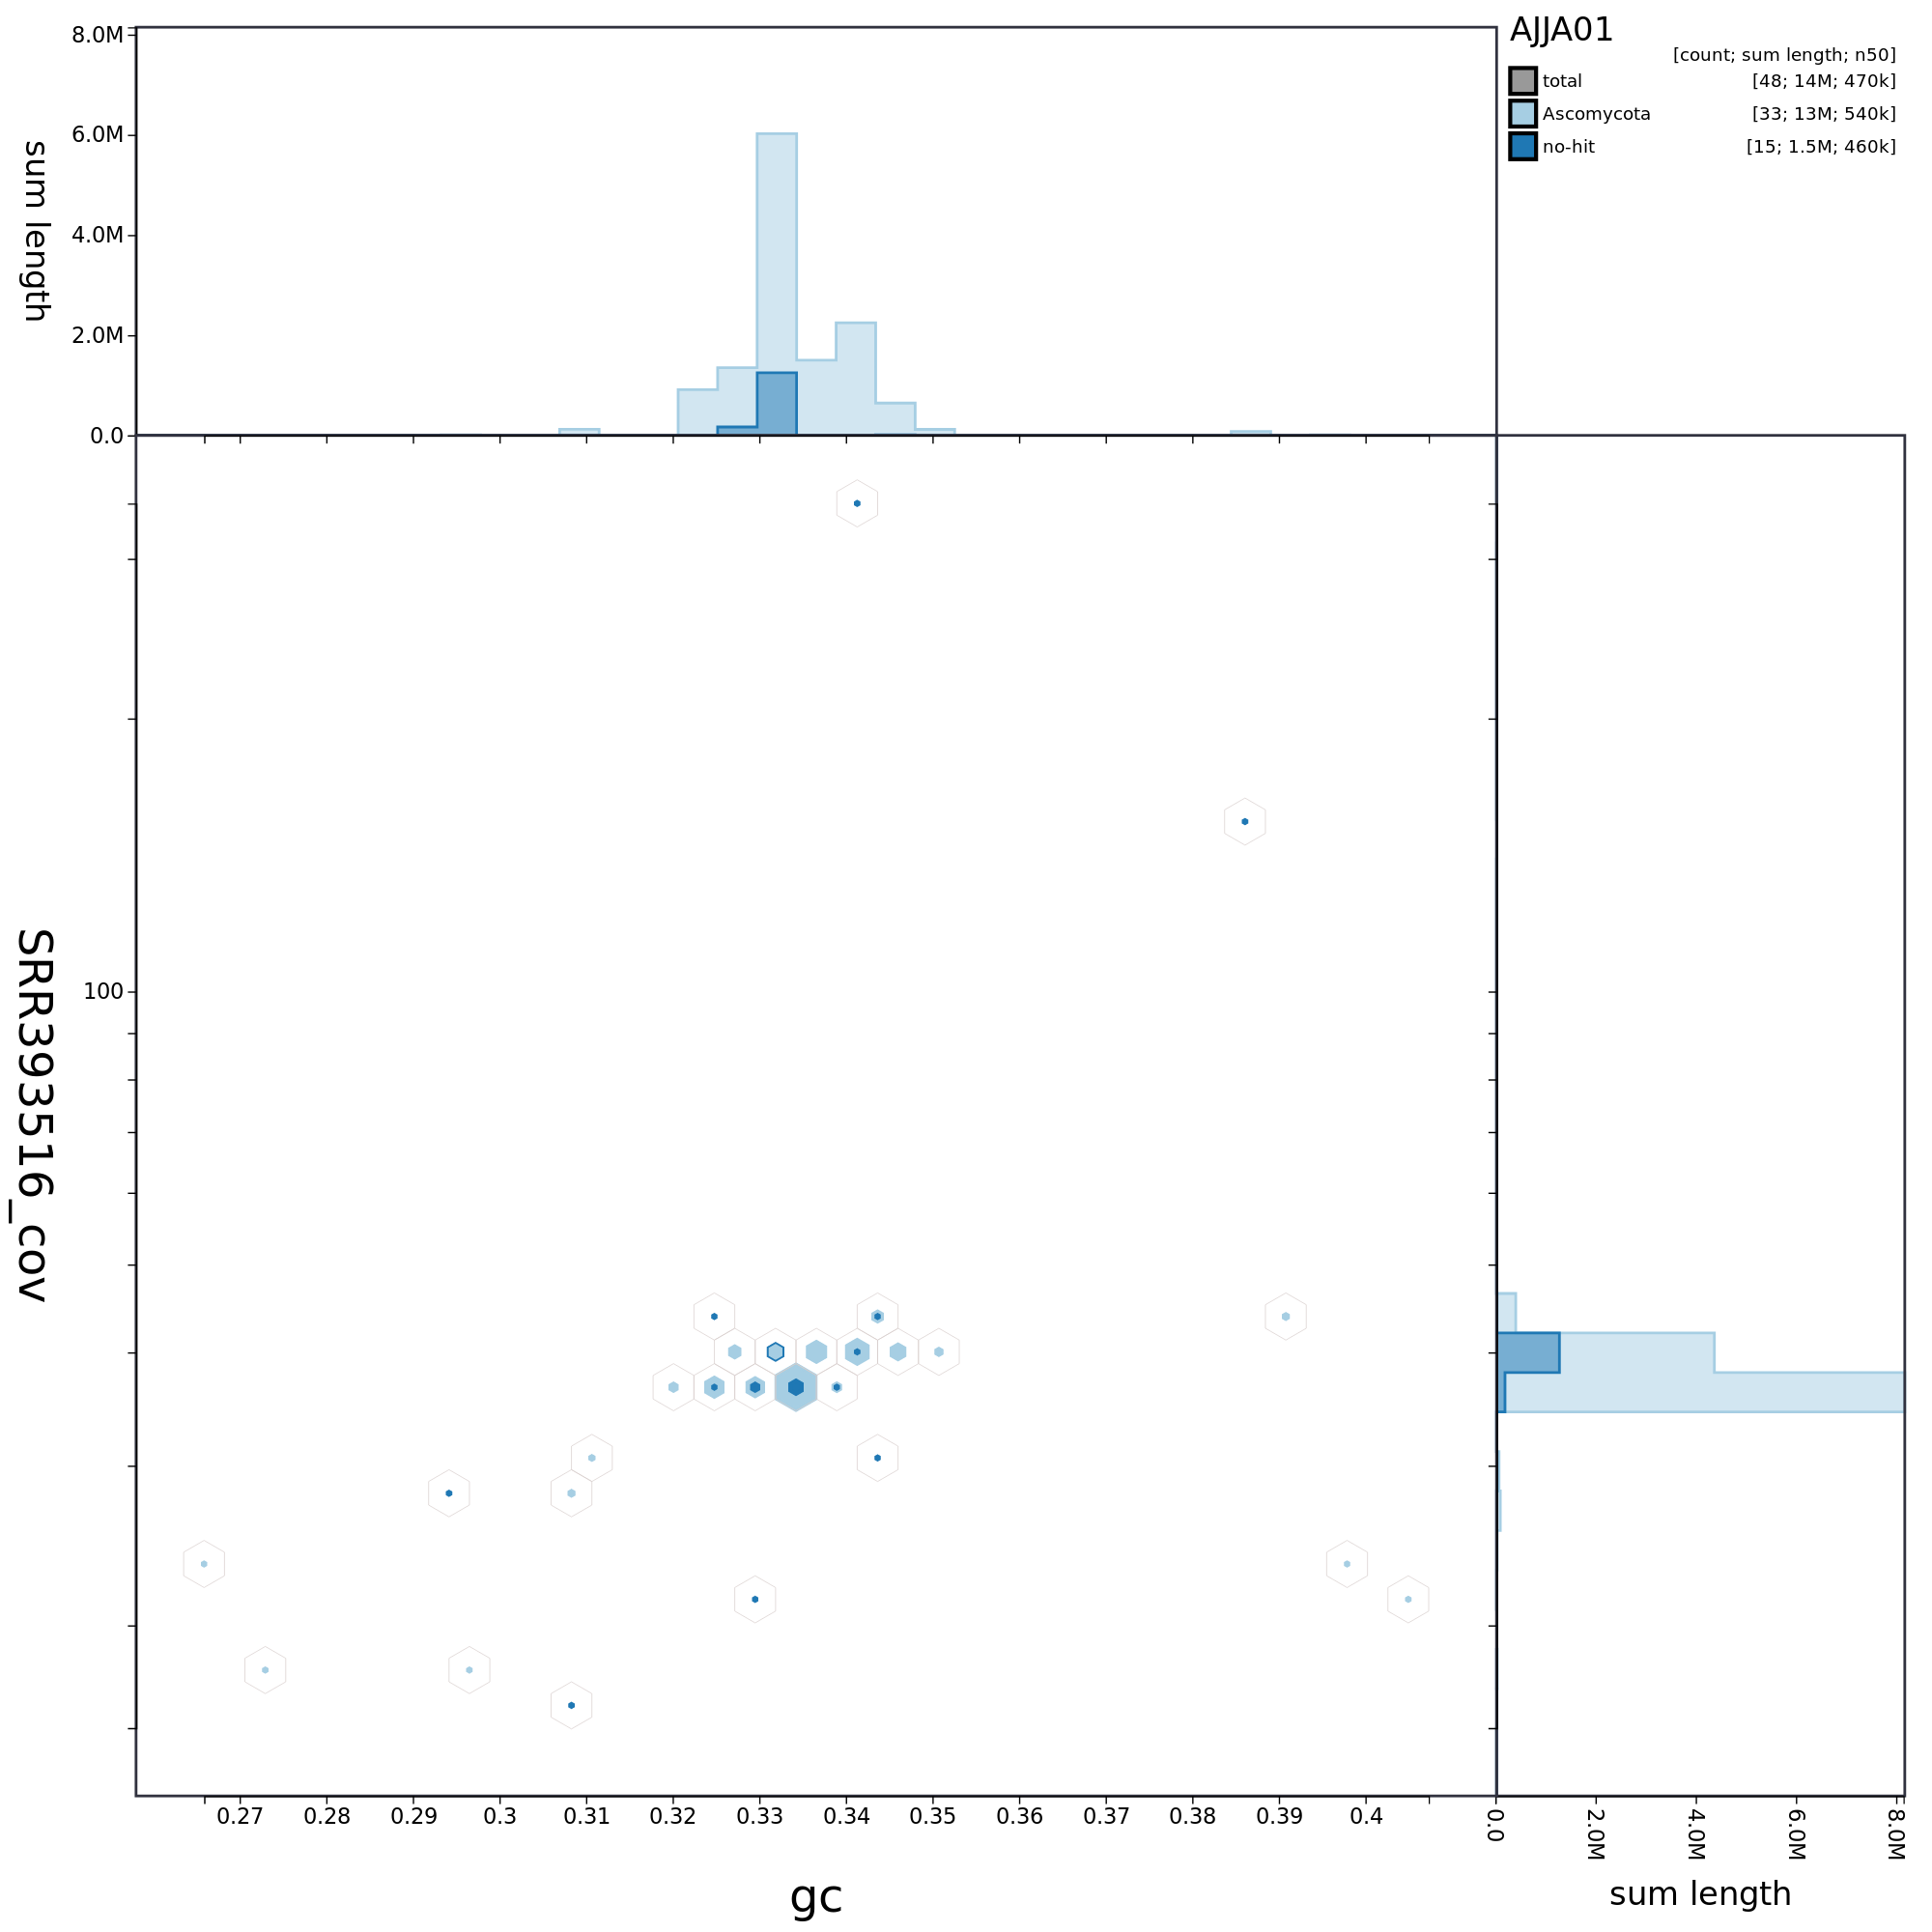 AJJA01
[count; sum length; n50]
total [48; 14M; 470k]
Ascomycota [33; 13M; 540k]
no-hit [15; 1.5M; 460k]
sum length
8.0M
6.0M
4.0M
2.0M
0.0
SRR393516_cov
100
0.27 0.28 0.29 0.3 0.31 0.32 0.33 0.34 0.35 0.36 0.37 0.38 0.39 0.4
gc
0.0 2.0M 4.0M 6.0M 8.0M
sum length